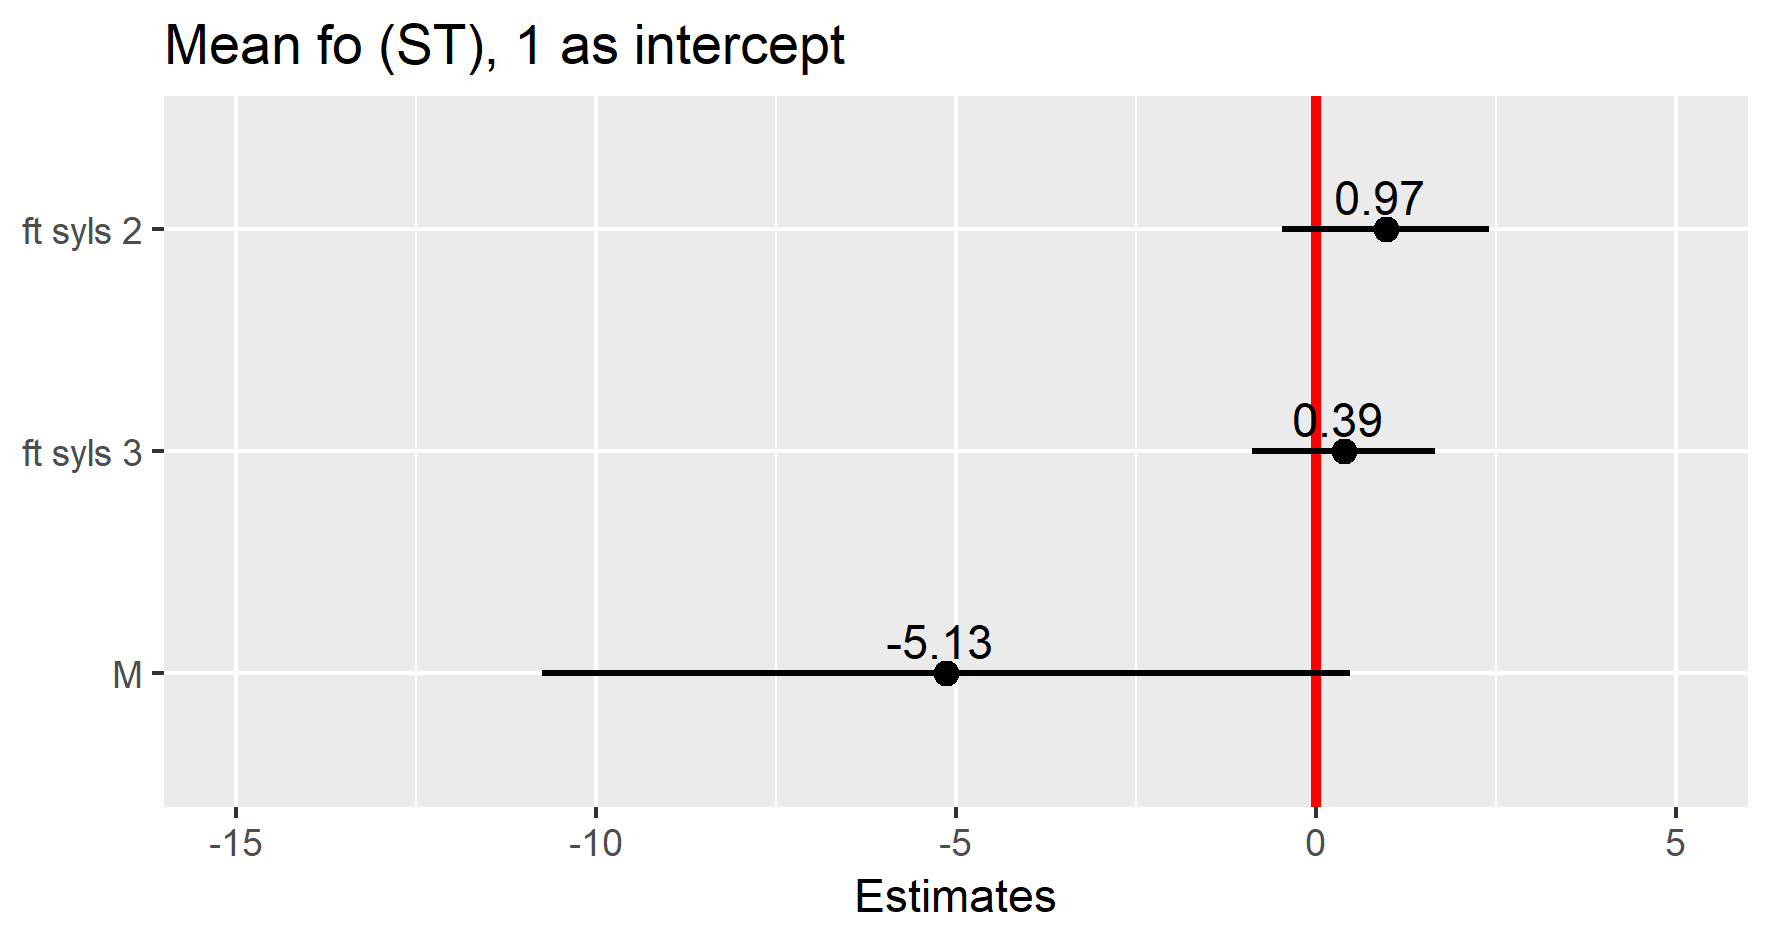 Mean fo (ST), 1 as intercept
0.97
ft syls 2
0.39
ft syls 3
-5.13
M
-15 -10 -5 0 5
Estimates